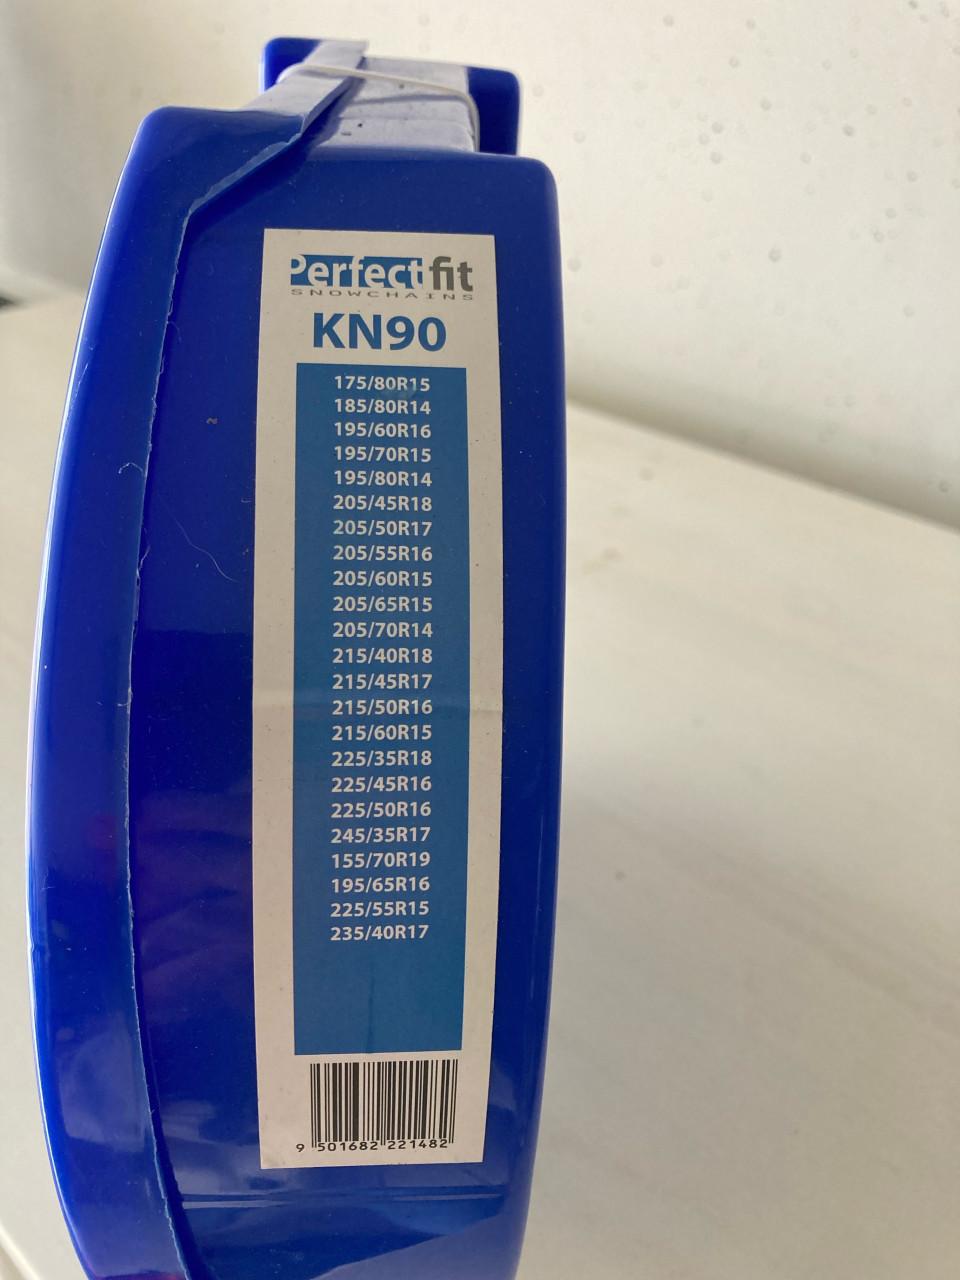 Perfect fit
SNOWCHAINS
KN90
175/80R15
185/80R14
195/60R16
195/70R15
195/80R14
205/45R18
205/50R17
205/55R16
205/60R15
205/65R15
205/70R14
215/40R18
215/45R17
215/50R16
215/60R15
225/35R18
225/45R16
225/50R16
245/35R17
155/70R19
195/65R16
225/55R15
235/40R17
9 501682 221482